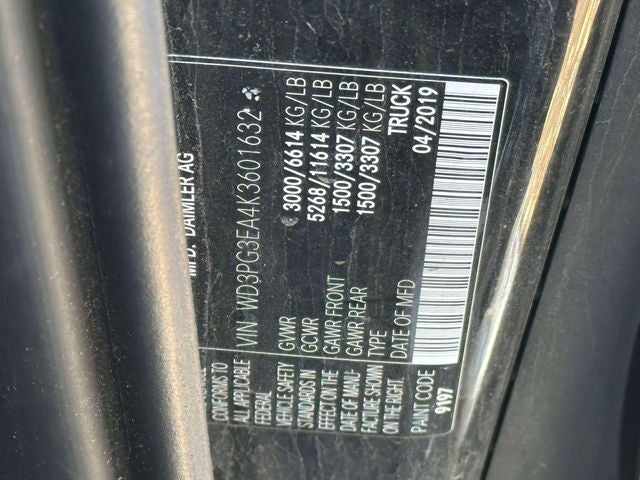 MFD. DAIMLER AG
VIN WD3PG3EA4K3601632
CONFORMS TO
ALL APPLICABLE
FEDERAL
VEHICLE SAFETY
STANDARDS IN
EFFECT ON THE
DATE OF MANU-
FACTURE SHOWN
ON THE RIGHT.
GVWR 3000/6614 KG/LB
GCWR 5268/11614 KG/LB
GAWR FRONT 1500/3307 KG/LB
GAWR REAR 1500/3307 KG/LB
TYPE TRUCK
DATE OF MFD 04/2019
PAINT CODE
9197